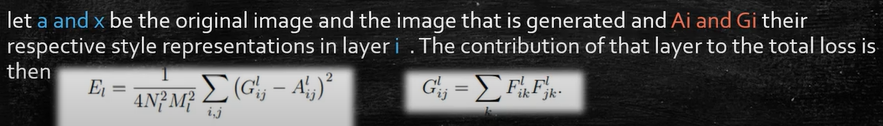 let a and x be the original image and the image that is generated and Ai and Gi their
respective style representations in layer i . The contribution of that layer to the total loss is
then
E_l = \frac{1}{4N_l^2 M_l^2} \sum_{i,j} (G_{ij}^l - A_{ij}^l)^2
G_{ij}^l = \sum_k F_{ik}^l F_{jk}^l.